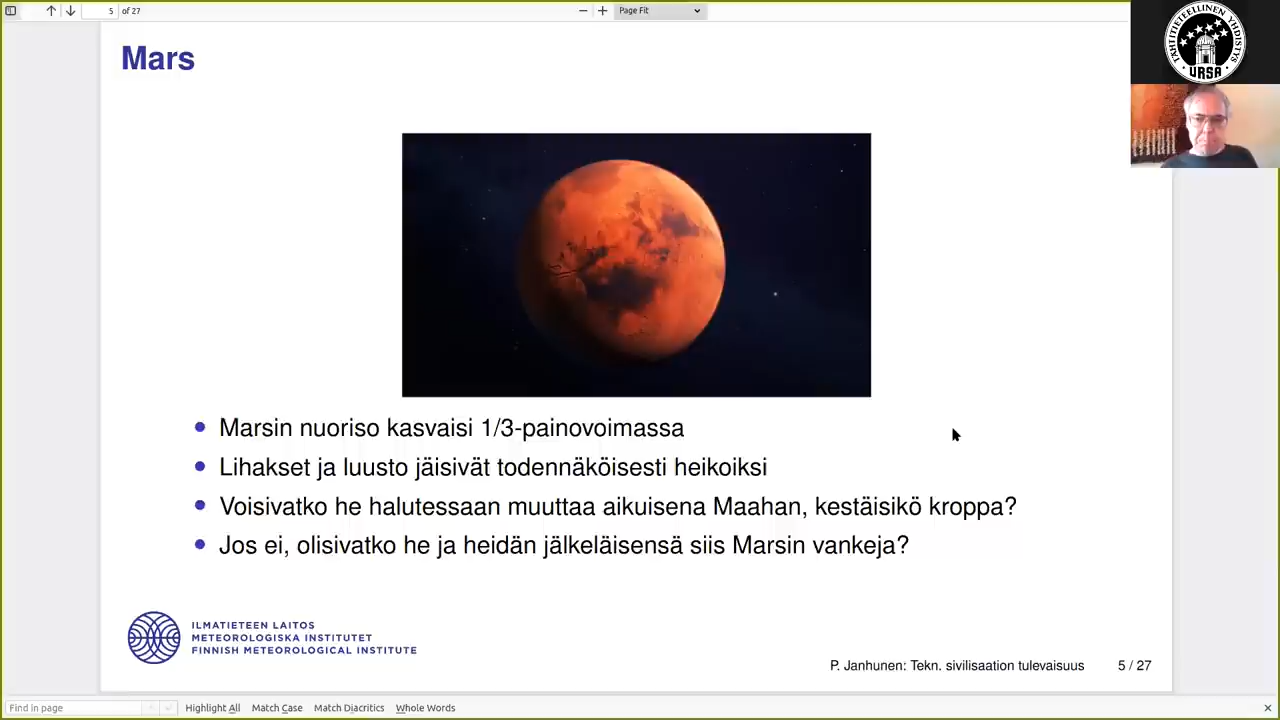 5 of 27
Page Fit
TÄHTITIETEELLINEN YHDISTYS
URSA
Mars
Marsin nuoriso kasvaisi 1/3-painovoimassa
Lihakset ja luusto jäisivät todennäköisesti heikoiksi
Voisivatko he halutessaan muuttaa aikuisena Maahan, kestäisikö kroppa?
Jos ei, olisivatko he ja heidän jälkeläisensä siis Marsin vankeja?
ILMATIETEEN LAITOS
METEOROLOGISKA INSTITUTET
FINNISH METEOROLOGICAL INSTITUTE
P. Janhunen: Tekn. sivilisaation tulevaisuus 5 / 27
Find in page Highlight All Match Case Match Diacritics Whole Words